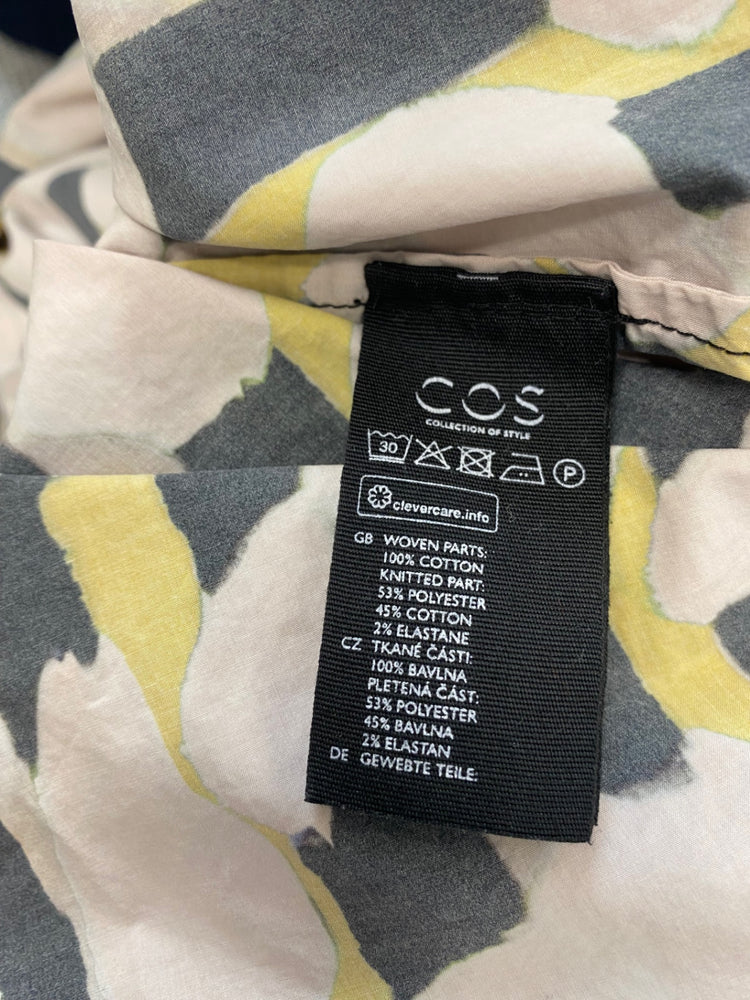 COS
COLLECTION OF STYLE
30 P
clevercare.info
GB WOVEN PARTS:
100% COTTON
KNITTED PART:
53% POLYESTER
45% COTTON
2% ELASTANE
CZ TKANÉ ČÁSTI:
100% BAVLNA
PLETENÁ ČÁST:
53% POLYESTER
45% BAVLNA
2% ELASTAN
DE GEWEBTE TEILE: